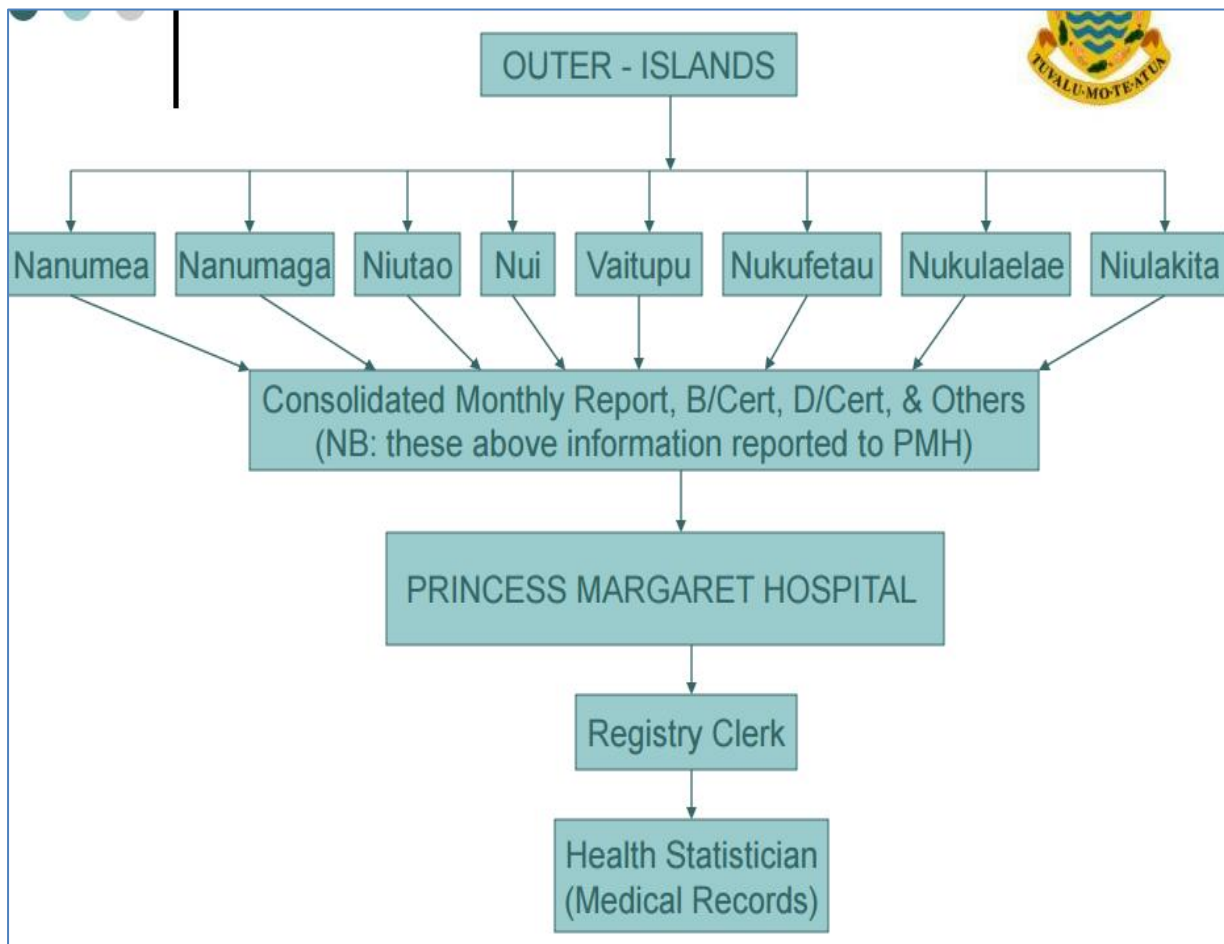 OUTER - ISLANDS
TUVALU·MO·TE·ATUA
Nanumea
Nanumaga
Niutao
Nui
Vaitupu
Nukufetau
Nukulaelae
Niulakita
Consolidated Monthly Report, B/Cert, D/Cert, & Others
(NB: these above information reported to PMH)
PRINCESS MARGARET HOSPITAL
Registry Clerk
Health Statistician
(Medical Records)